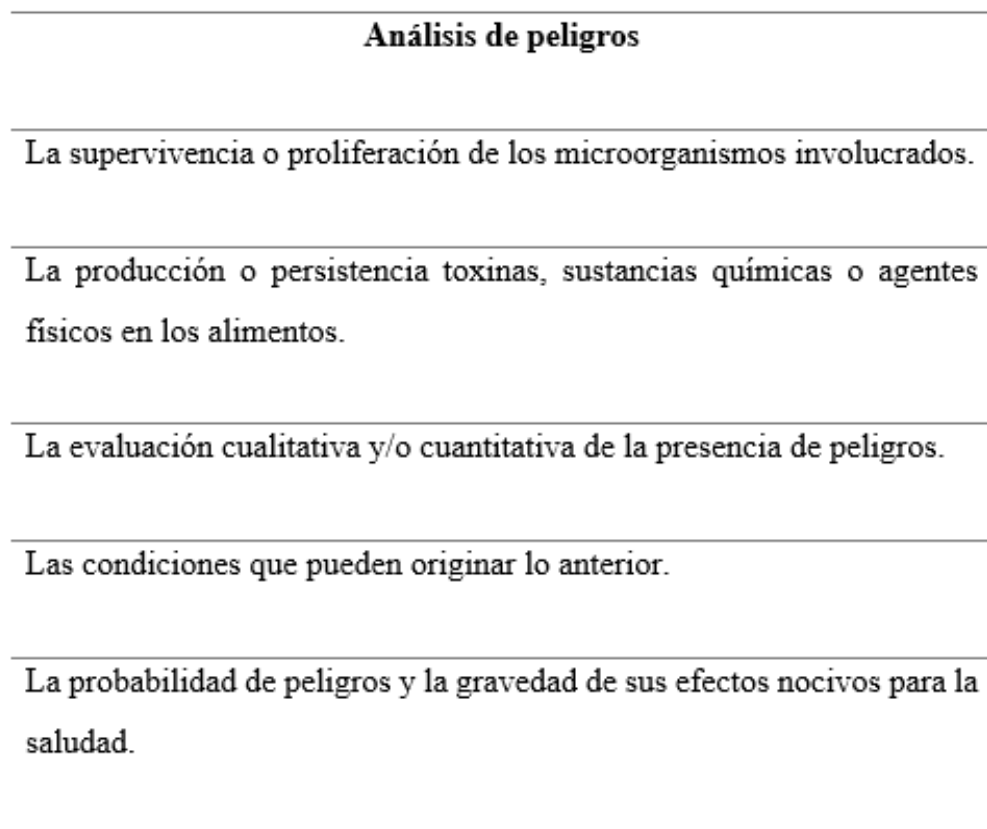 Análisis de peligros
La supervivencia o proliferación de los microorganismos involucrados.
La producción o persistencia toxinas, sustancias químicas o agentes
físicos en los alimentos.
La evaluación cualitativa y/o cuantitativa de la presencia de peligros.
Las condiciones que pueden originar lo anterior.
La probabilidad de peligros y la gravedad de sus efectos nocivos para la
saludad.